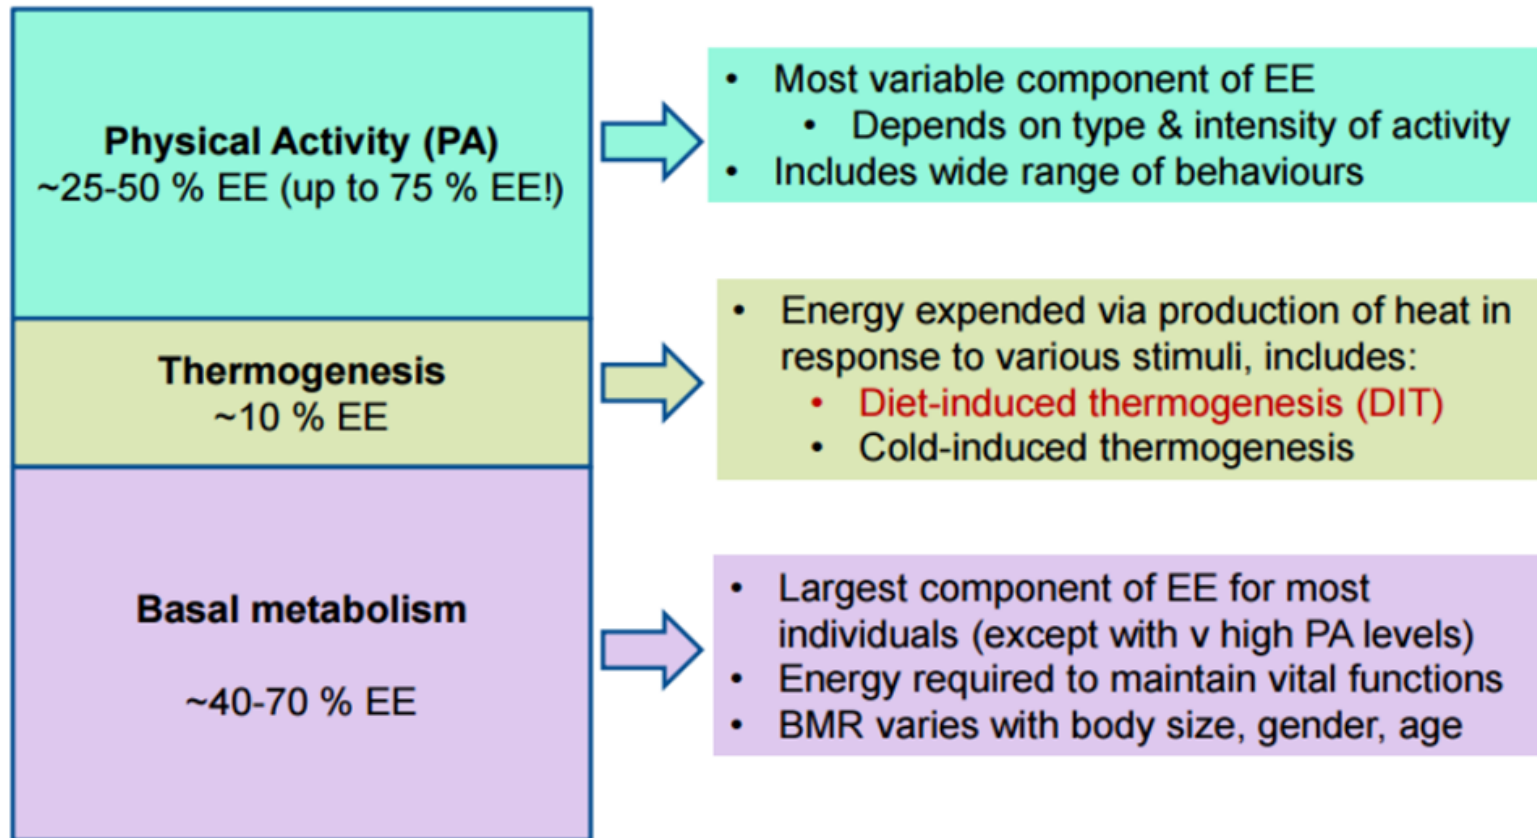 Physical Activity (PA)
~25-50 % EE (up to 75 % EE!)
• Most variable component of EE
• Depends on type & intensity of activity
• Includes wide range of behaviours
Thermogenesis
~10 % EE
• Energy expended via production of heat in
response to various stimuli, includes:
• Diet-induced thermogenesis (DIT)
• Cold-induced thermogenesis
Basal metabolism
~40-70 % EE
• Largest component of EE for most
individuals (except with v high PA levels)
• Energy required to maintain vital functions
• BMR varies with body size, gender, age